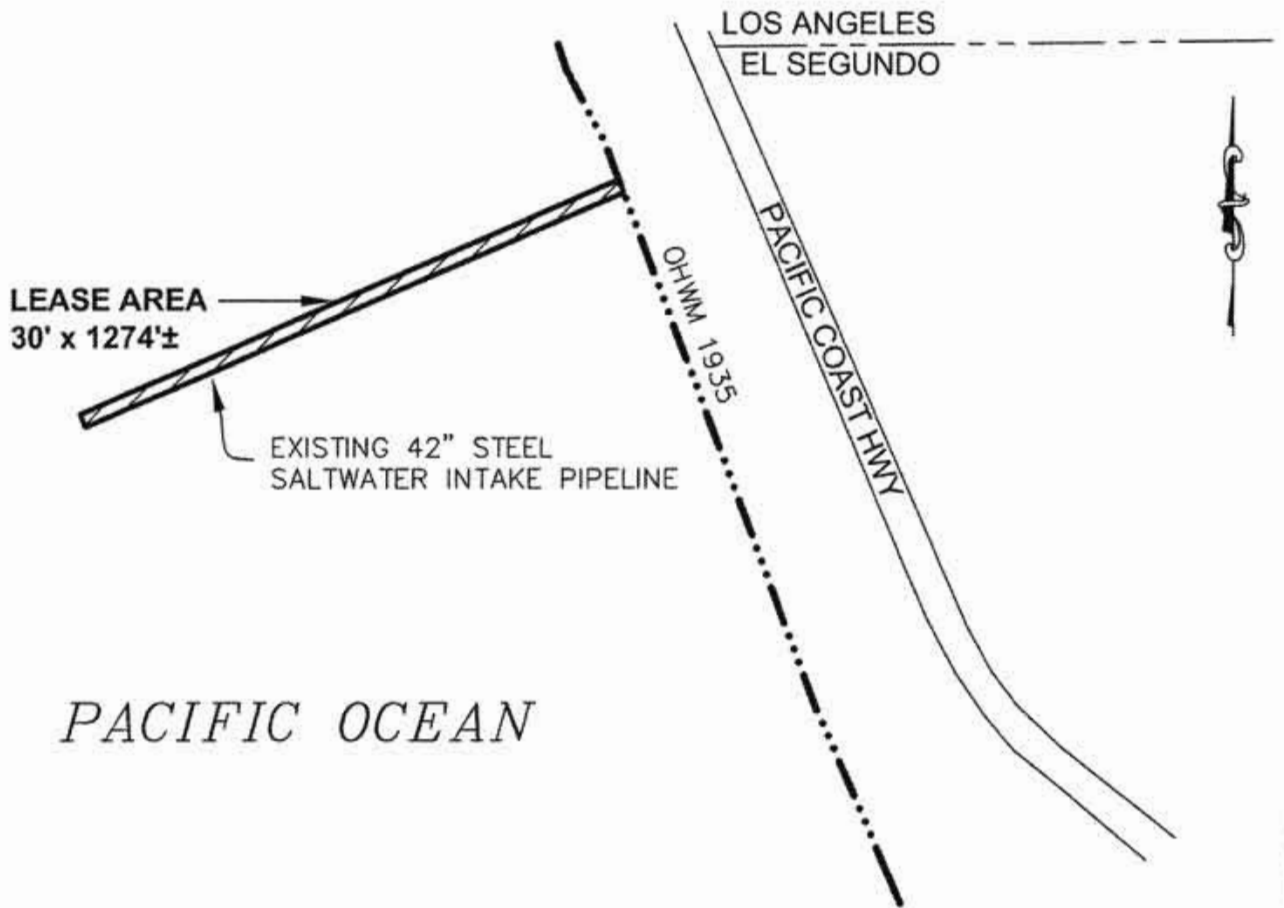 LOS ANGELES
EL SEGUNDO
PACIFIC COAST HWY
OHWM 1935
LEASE AREA
30' x 1274'±
EXISTING 42" STEEL
SALTWATER INTAKE PIPELINE
PACIFIC OCEAN